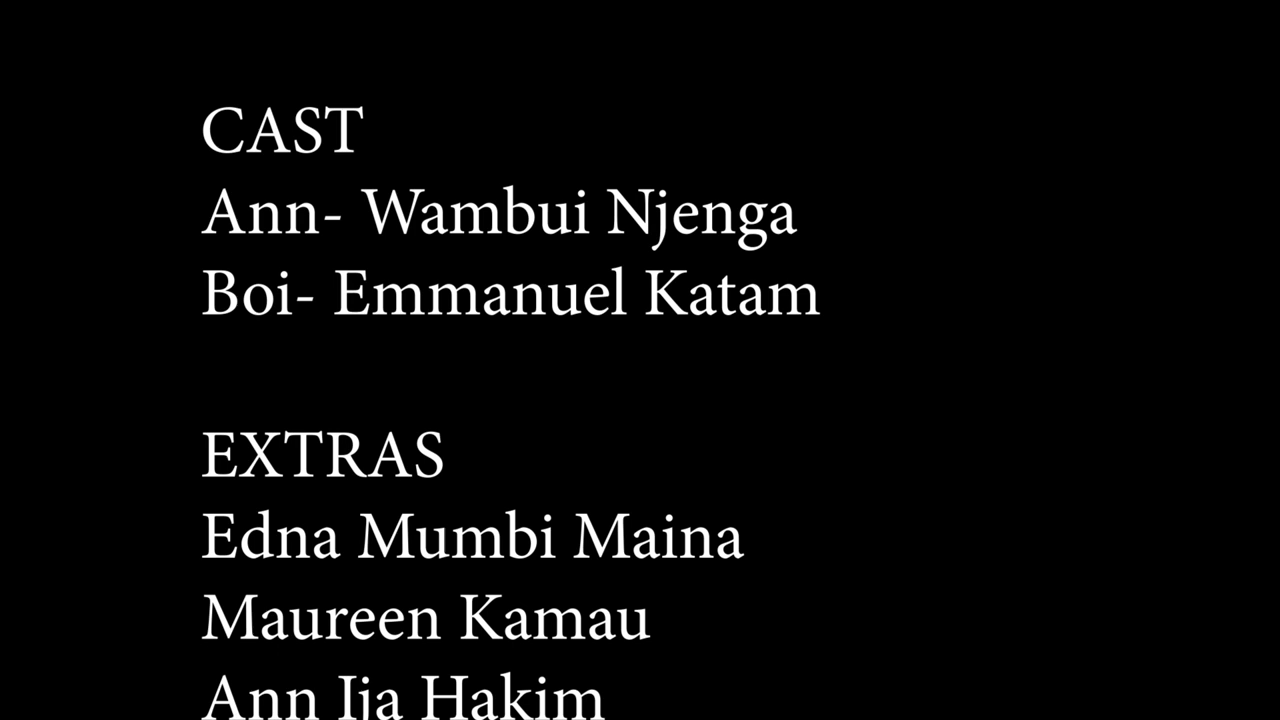 CAST
Ann- Wambui Njenga
Boi- Emmanuel Katam
EXTRAS
Edna Mumbi Maina
Maureen Kamau
Ann Ija Hakim